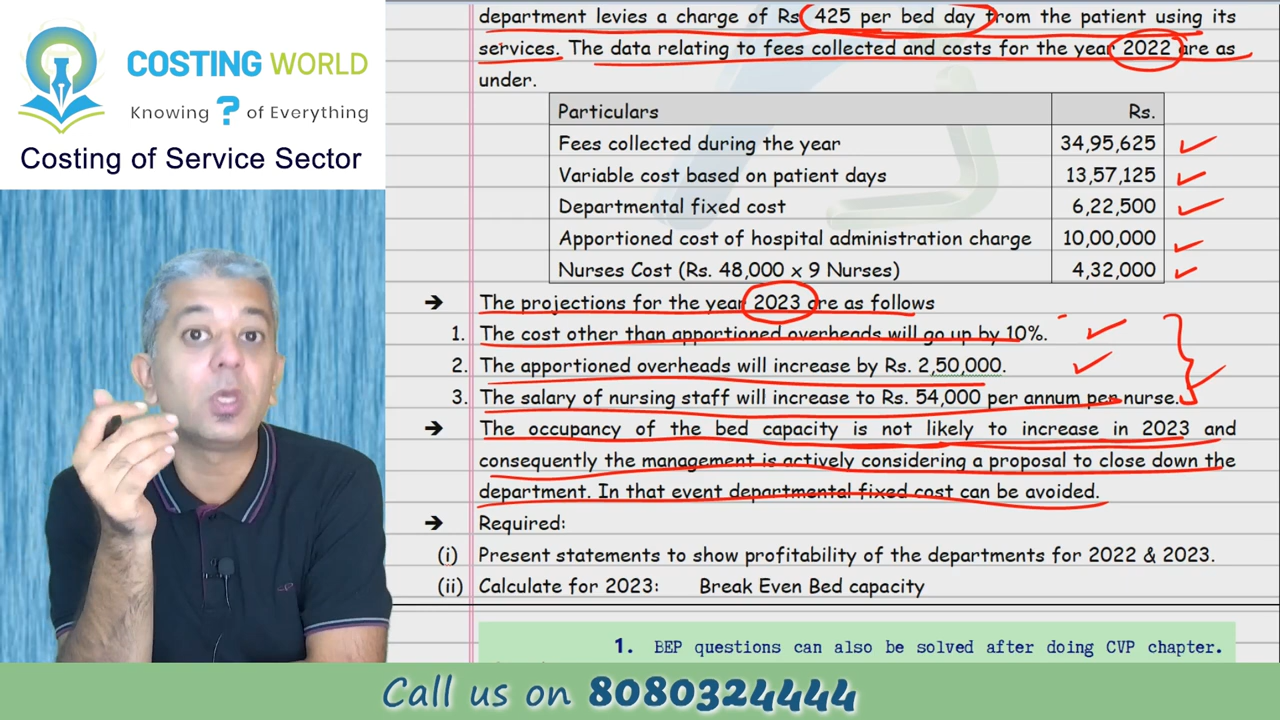 COSTING WORLD
Knowing ? of Everything
Costing of Service Sector
department levies a charge of Rs 425 per bed day from the patient using its
services. The data relating to fees collected and costs for the year 2022 are as
under.
Particulars Rs.
Fees collected during the year 34,95,625
Variable cost based on patient days 13,57,125
Departmental fixed cost 6,22,500
Apportioned cost of hospital administration charge 10,00,000
Nurses Cost (Rs. 48,000 x 9 Nurses) 4,32,000
➔ The projections for the year 2023 are as follows
1. The cost other than apportioned overheads will go up by 10%.
2. The apportioned overheads will increase by Rs. 2,50,000.
3. The salary of nursing staff will increase to Rs. 54,000 per annum per nurse.
➔ The occupancy of the bed capacity is not likely to increase in 2023 and
consequently the management is actively considering a proposal to close down the
department. In that event departmental fixed cost can be avoided.
➔ Required:
(i) Present statements to show profitability of the departments for 2022 & 2023.
(ii) Calculate for 2023: Break Even Bed capacity
1. BEP questions can also be solved after doing CVP chapter.
Call us on 8080324444